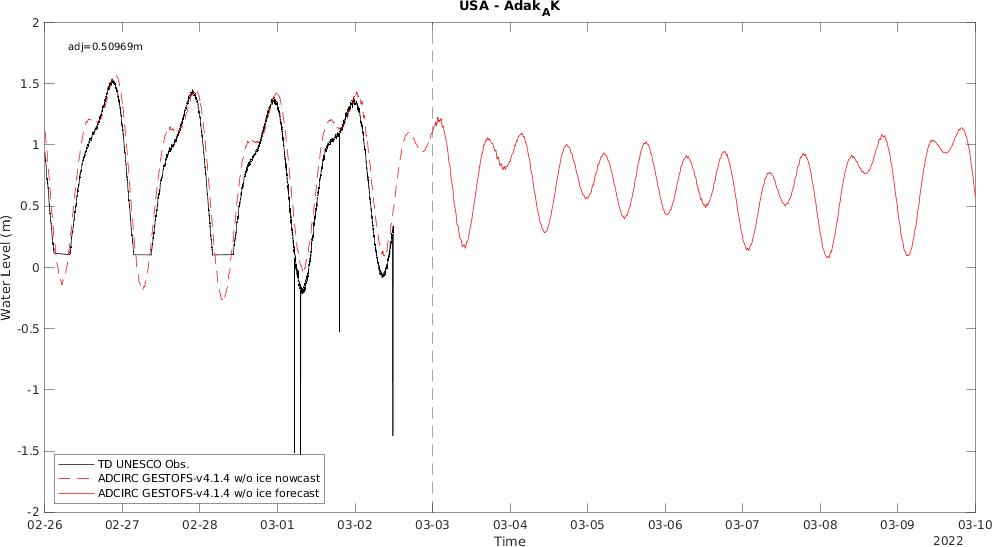 USA - Adak_AK
2
1.5
1
0.5
0
-0.5
-1
-1.5
-2
adj=0.50969m
Water Level (m)
TD UNESCO Obs.
ADCIRC GESTOFS-v4.1.4 w/o ice nowcast
ADCIRC GESTOFS-v4.1.4 w/o ice forecast
02-26 02-27 02-28 03-01 03-02 03-03 03-04 03-05 03-06 03-07 03-08 03-09 03-10
Time
2022